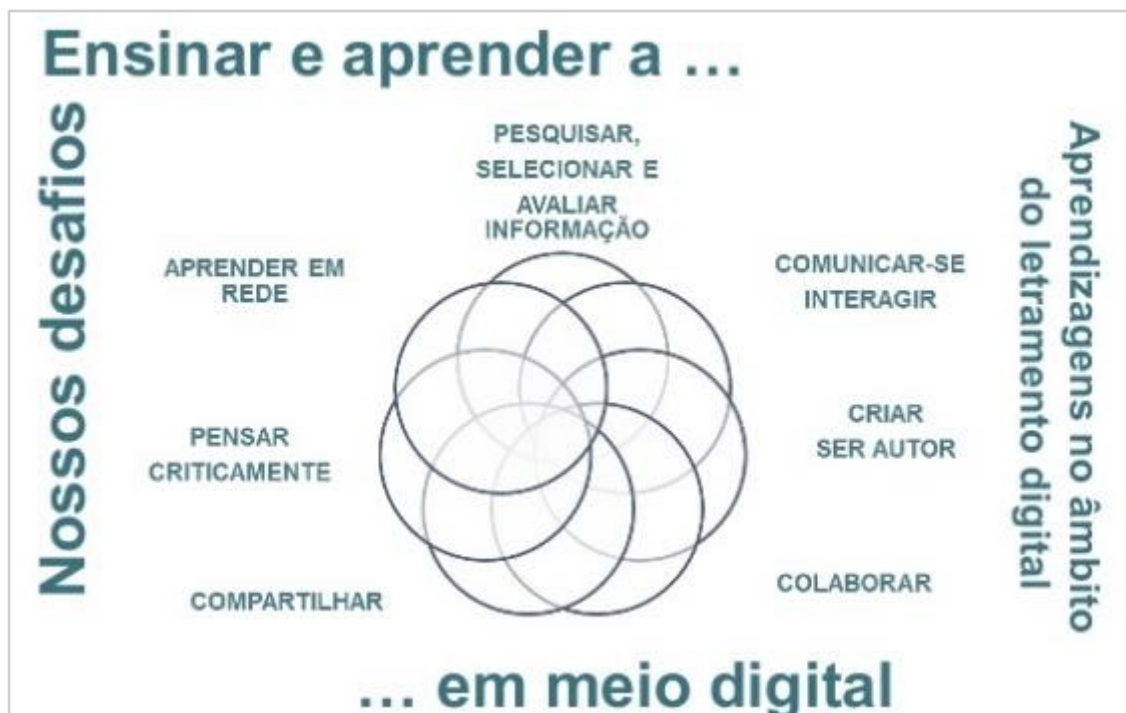 Ensinar e aprender a ...
Nossos desafios
PESQUISAR,
SELECIONAR E
AVALIAR
INFORMAÇÃO
APRENDER EM
REDE
COMUNICAR-SE
INTERAGIR
PENSAR
CRITICAMENTE
CRIAR
SER AUTOR
COMPARTILHAR
COLABORAR
Aprendizagens no âmbito
do letramento digital
... em meio digital